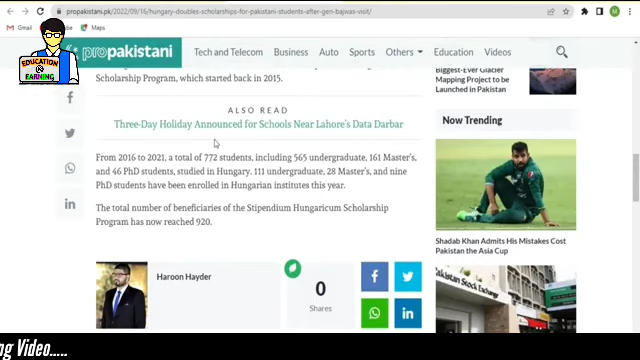 propakistani.pk/2022/09/16/hungary-doubles-scholarships-for-pakistani-students-after-gen-bajwas-visit/
Gmail
YouTube
Maps
EDUCATION
&
EARNING
propakistani
Tech and Telecom
Business
Auto
Sports
Others
Education
Videos
Scholarship Program, which started back in 2015.
ALSO READ
Three-Day Holiday Announced for Schools Near Lahore's Data Darbar
From 2016 to 2021, a total of 772 students, including 565 undergraduate, 161 Master's,
and 46 PhD students, studied in Hungary. 111 undergraduate, 28 Master's, and nine
PhD students have been enrolled in Hungarian institutes this year.
The total number of beneficiaries of the Stipendium Hungaricum Scholarship
Program has now reached 920.
Haroon Hayder
0
Shares
Biggest-Ever Glacier
Mapping Project to be
Launched in Pakistan
Now Trending
Shadab Khan Admits His Mistakes Cost
Pakistan the Asia Cup
Pakistan Stock Exchange
g Video.....